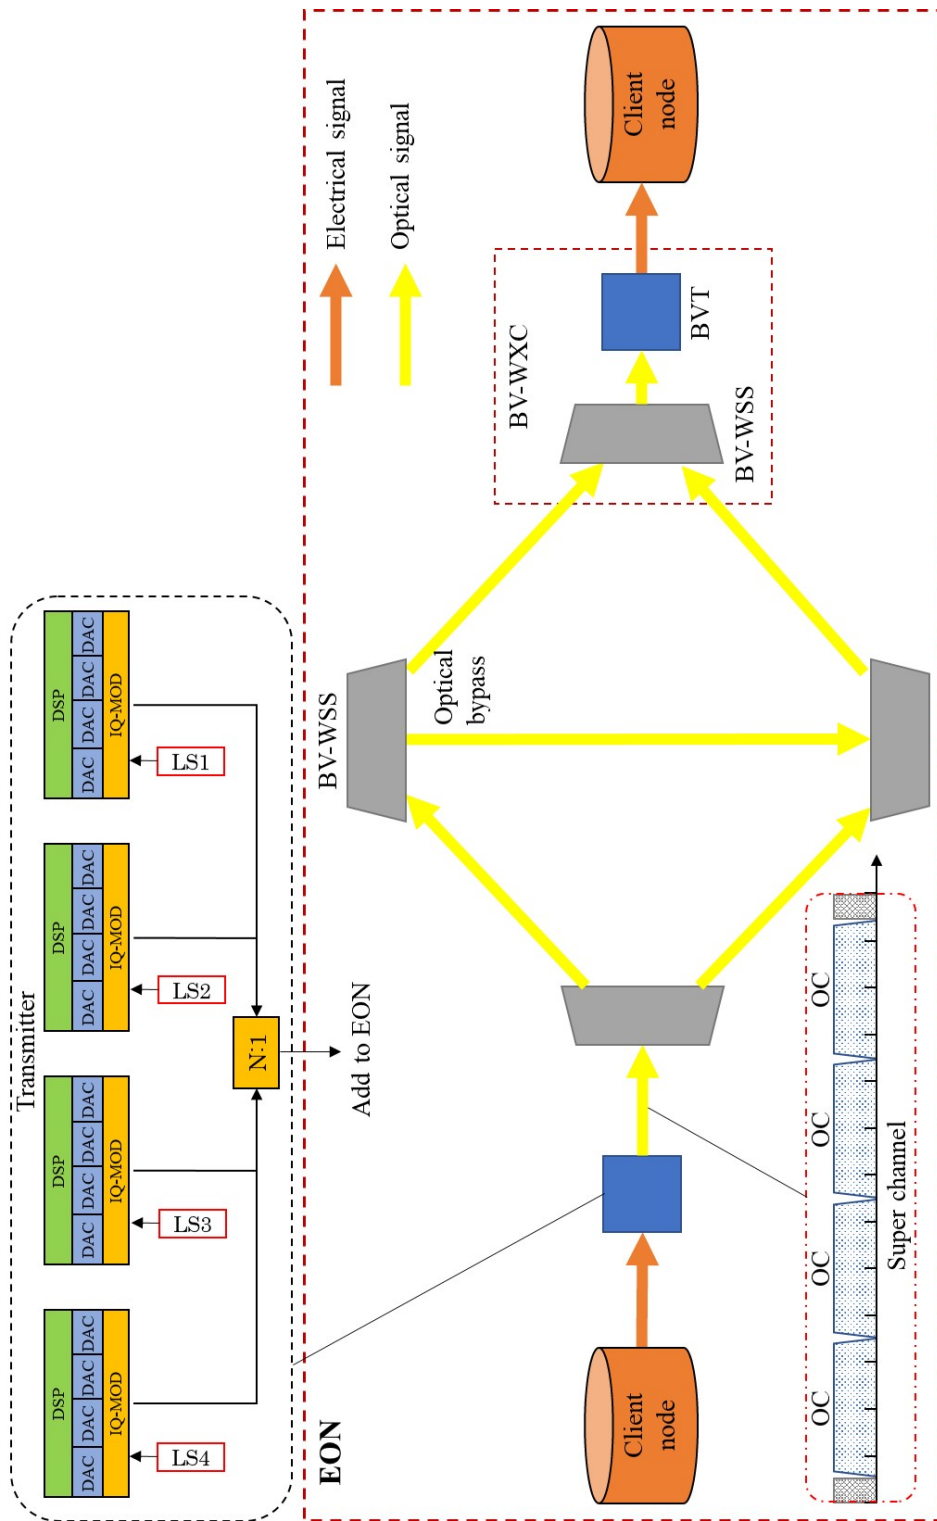 Transmitter
DSP
DAC DAC DAC DAC
IQ-MOD
LS4
DSP
DAC DAC DAC DAC
IQ-MOD
LS3
DSP
DAC DAC DAC DAC
IQ-MOD
LS2
DSP
DAC DAC DAC DAC
IQ-MOD
LS1
N:1
Add to EON
EON
Electrical signal
Optical signal
BV-WSS
Optical
bypass
Client
node
BV-WXC
BV-WSS
BVT
Client
node
OC
OC
OC
OC
Super channel